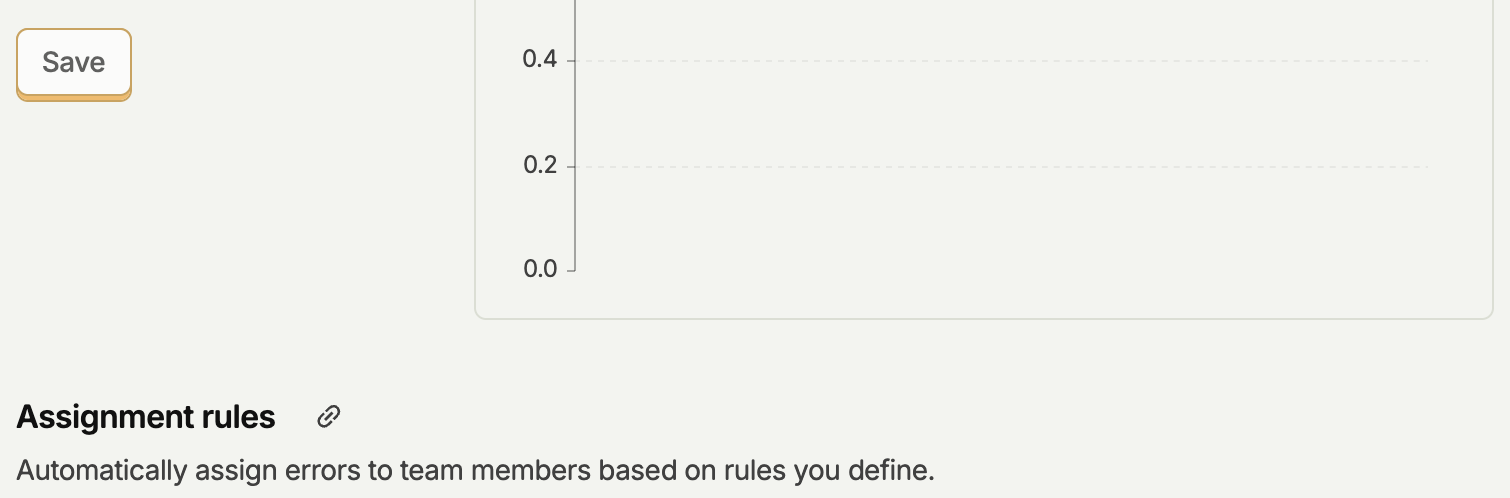 Save
0.4
0.2
0.0
Assignment rules
Automatically assign errors to team members based on rules you define.